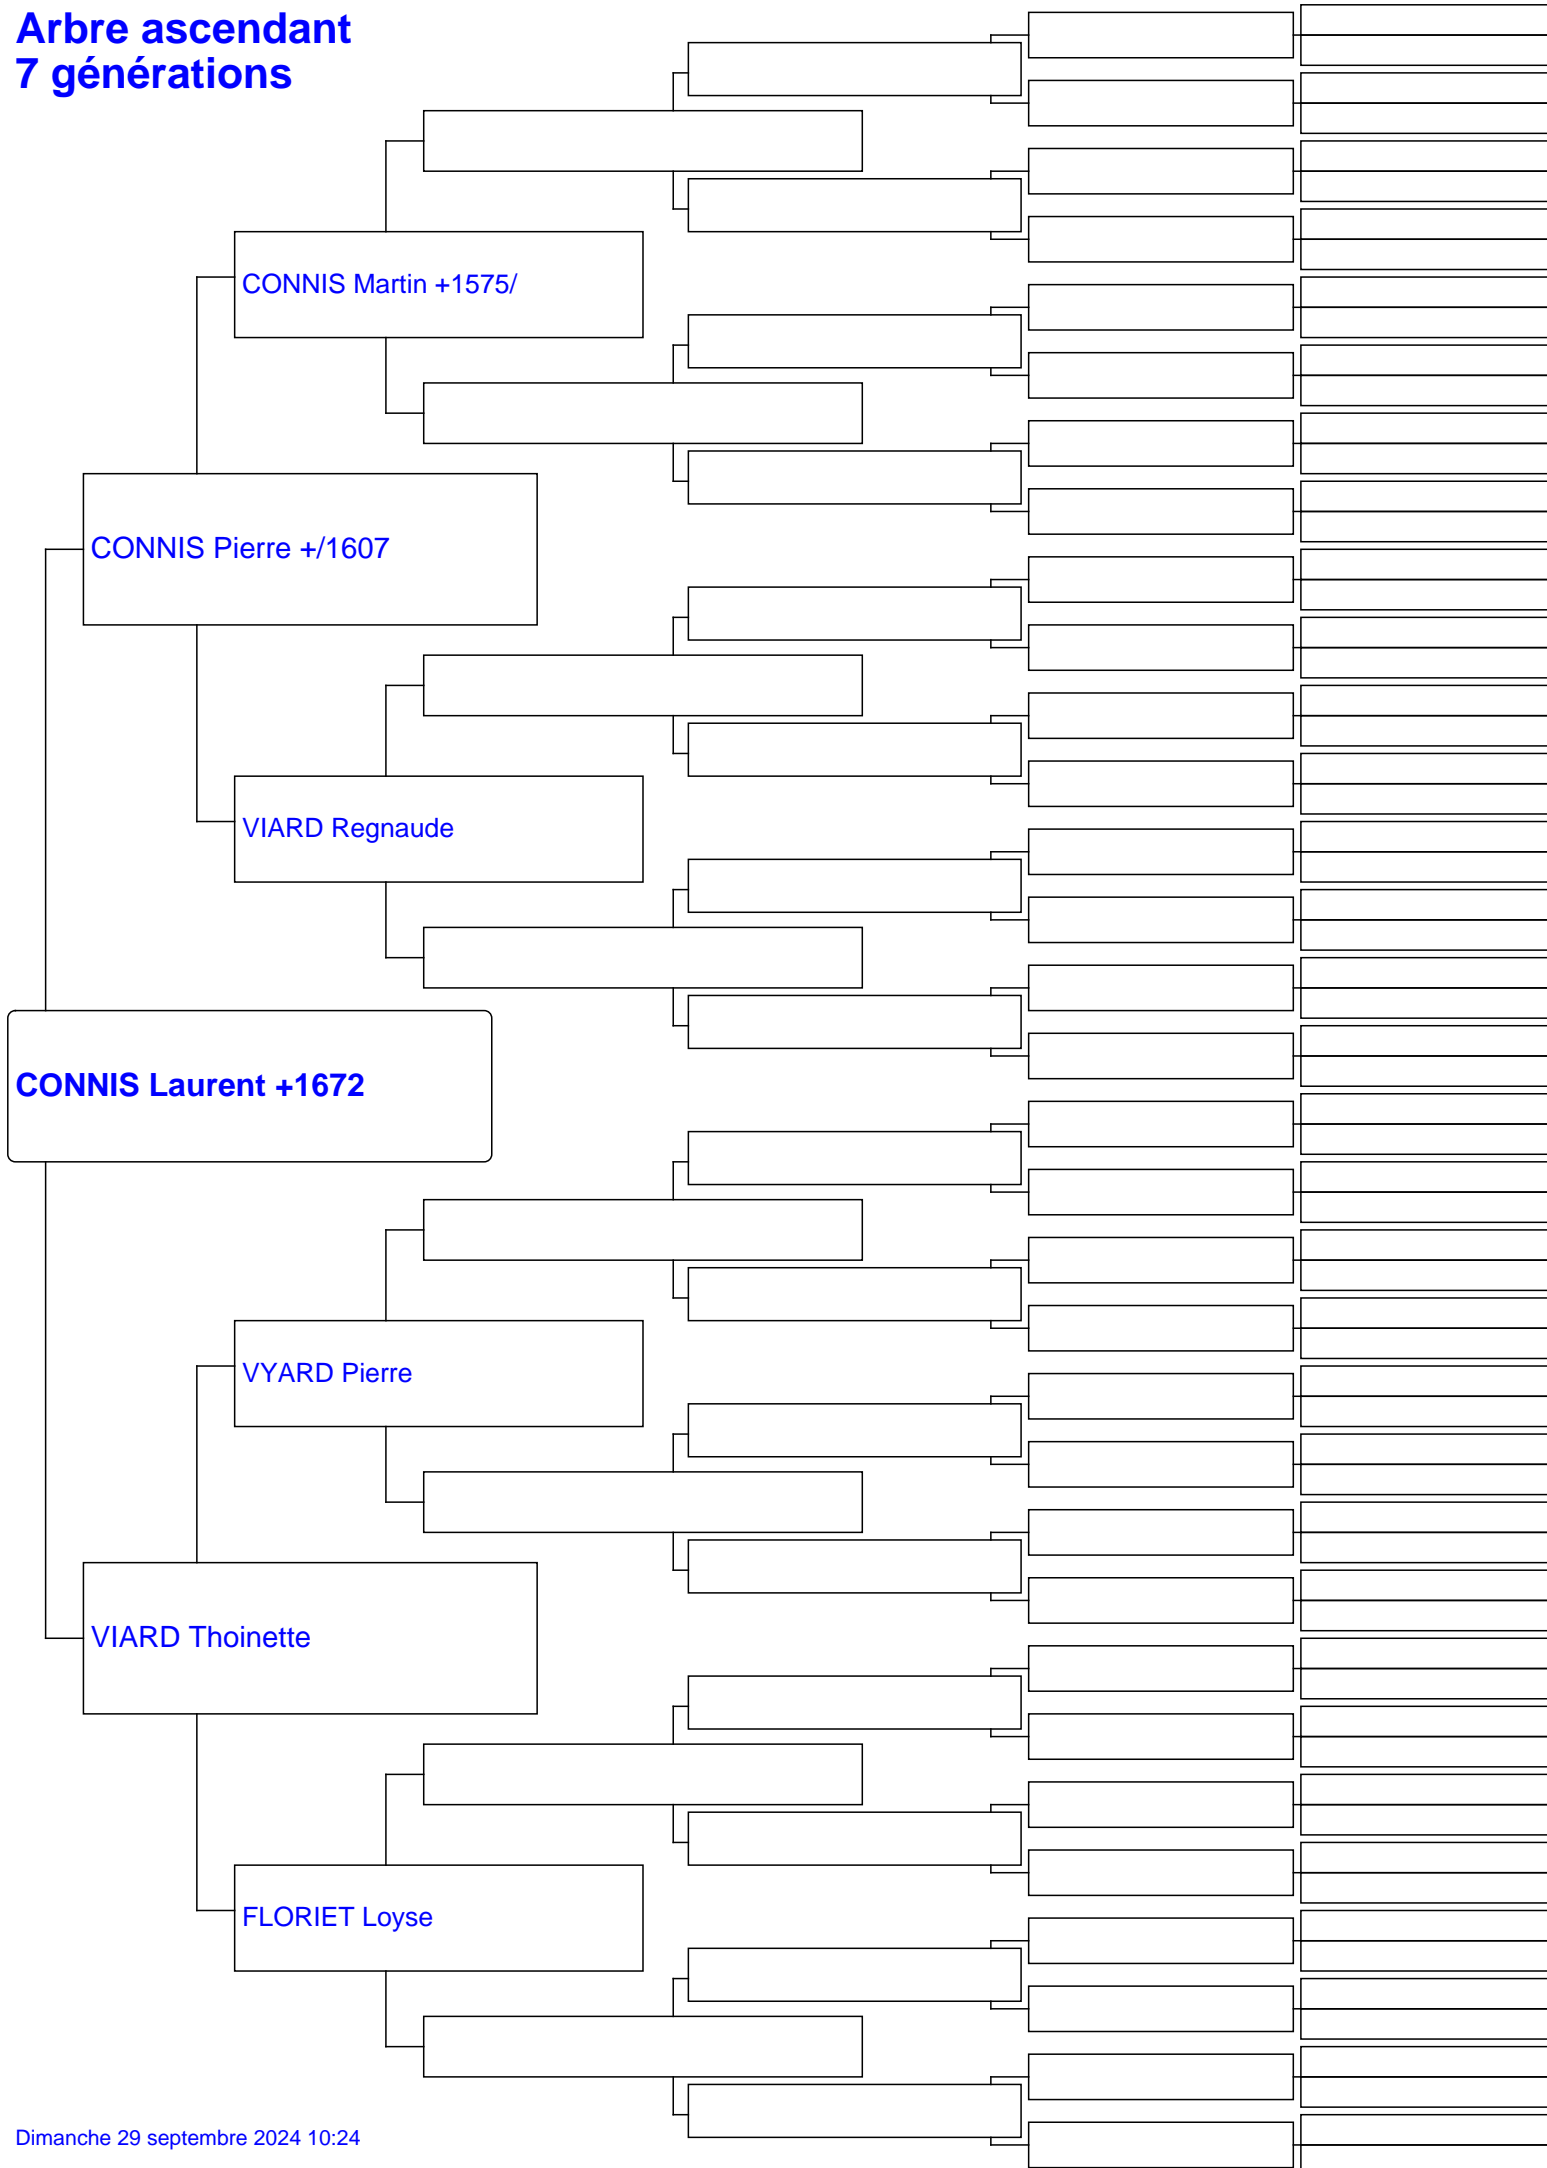 Arbre ascendant
7 générations
CONNIS Martin +1575/
CONNIS Pierre +/1607
VIARD Regnaude
CONNIS Laurent +1672
VYARD Pierre
VIARD Thoinette
FLORIET Loyse
Dimanche 29 septembre 2024 10:24